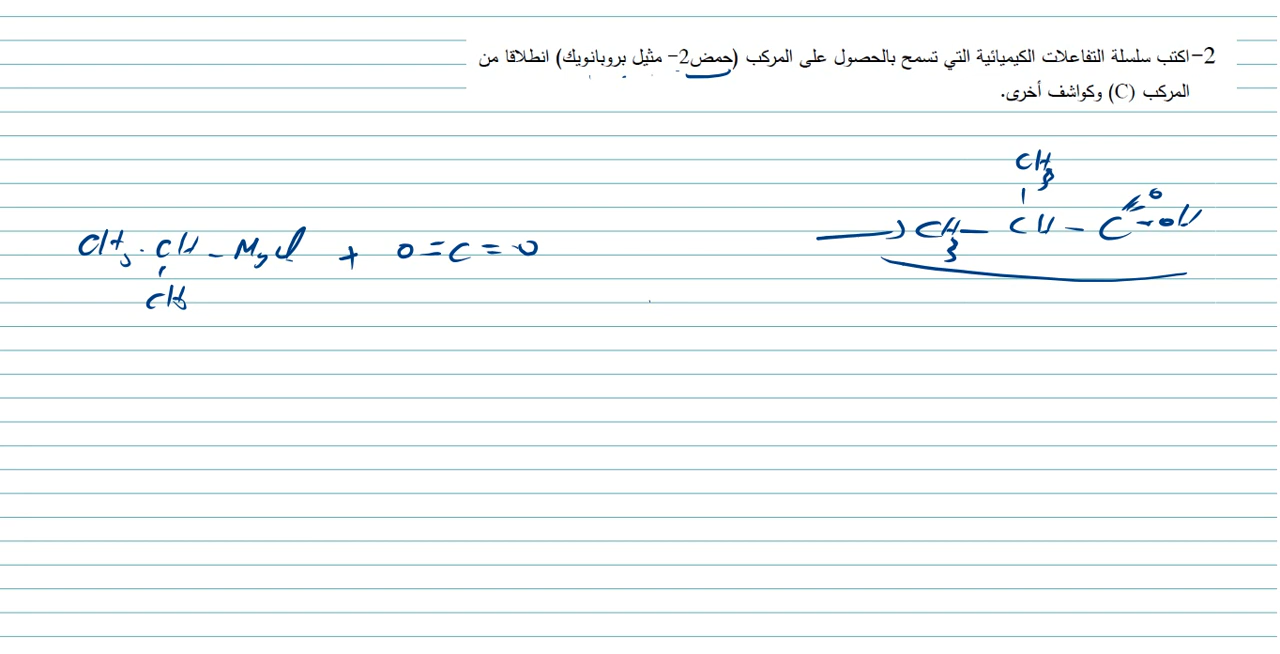 2-اكتب سلسلة التفاعلات الكيميائية التي تسمح بالحصول على المركب (حمض2- مثيل بروبانويك) انطلاقا من
المركب (C) وكواشف أخرى.
CH3
CH3 - CH - MgCl + O=C=O → CH3 - CH - C =O -OH
CH3